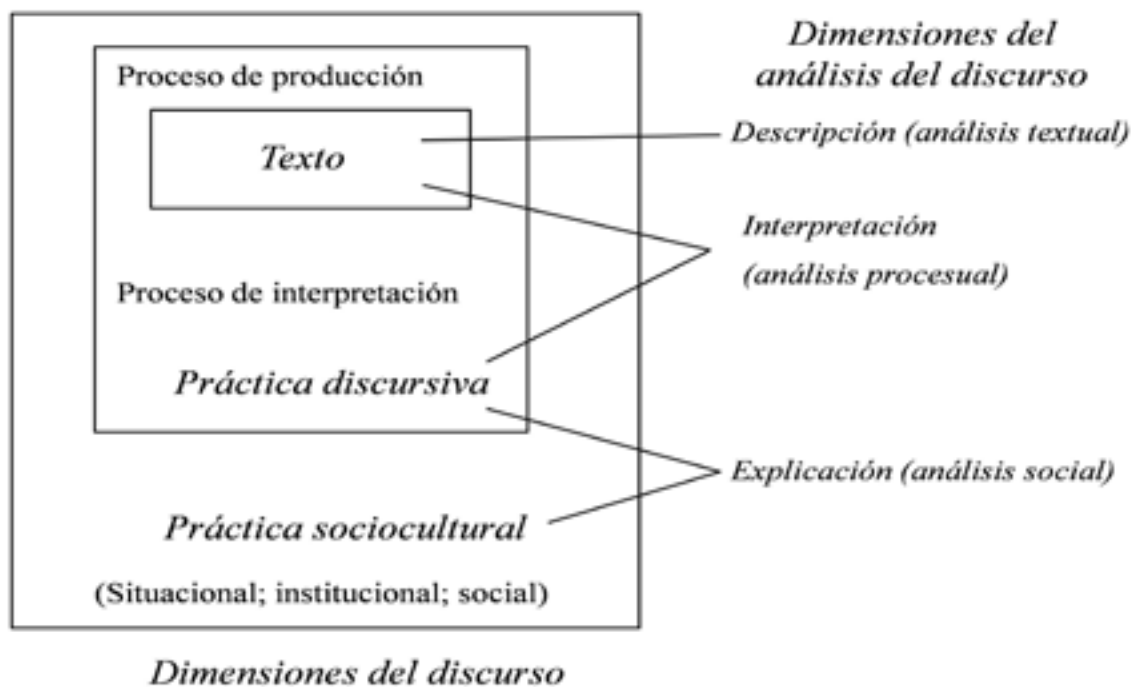 Dimensiones del
análisis del discurso
Proceso de producción
Texto
Descripción (análisis textual)
Interpretación
(análisis procesual)
Proceso de interpretación
Práctica discursiva
Explicación (análisis social)
Práctica sociocultural
(Situacional; institucional; social)
Dimensiones del discurso